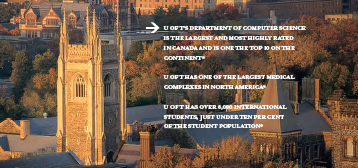 U OF T'S DEPARTMENT OF COMPUTER SCIENCE
IS THE LARGEST AND MOST HIGHLY RATED
IN CANADA AND IS ONE THE TOP 10 ON THE
CONTINENT*
U OF T HAS ONE OF THE LARGEST MEDICAL
COMPLEXES IN NORTH AMERICA*
U OF T HAS OVER 6,000 INTERNATIONAL
STUDENTS, JUST UNDER TEN PER CENT
OF THE STUDENT POPULATION*